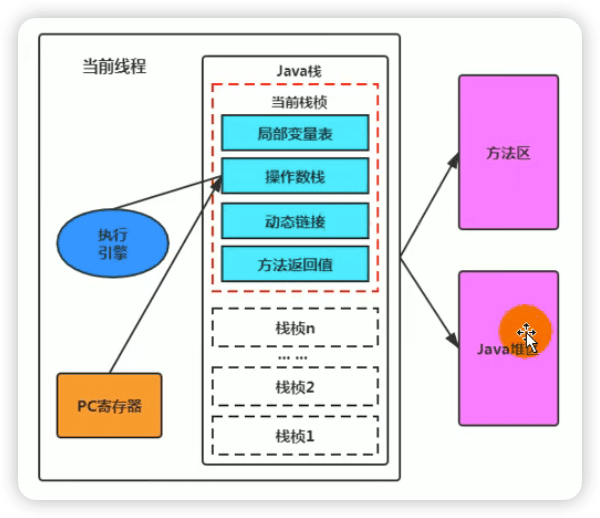 当前线程
Java栈
当前栈桢
局部变量表
操作数栈
动态链接
方法返回值
执行
引擎
栈桢n
... ...
栈桢2
栈桢1
PC寄存器
方法区
Java堆区